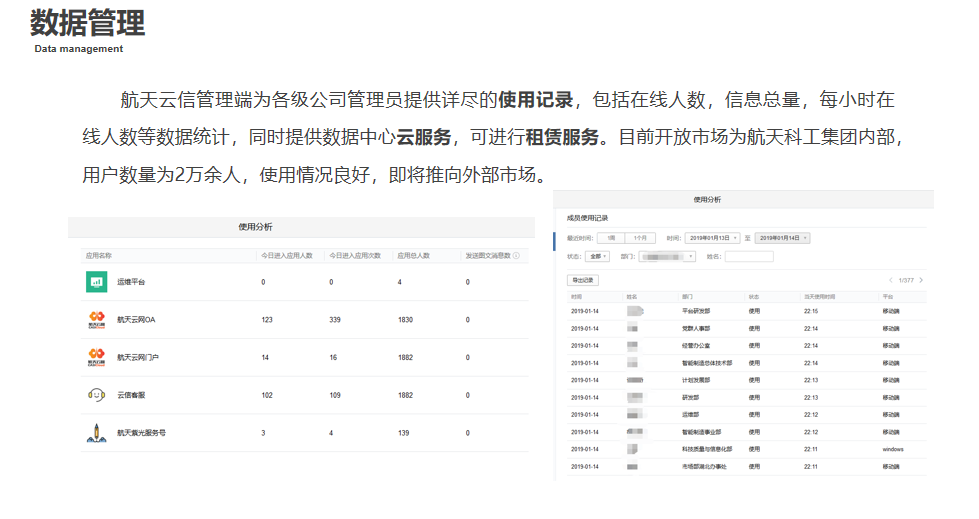 数据管理
Data management
航天云信管理端为各级公司管理员提供详尽的使用记录，包括在线人数，信息总量，每小时在
线人数等数据统计，同时提供数据中心云服务，可进行租赁服务。目前开放市场为航天科工集团内部，
用户数量为2万余人，使用情况良好，即将推向外部市场。
使用分析
应用名称 今日进入应用人数 今日进入应用次数 应用总人数 发送图文消息数
运维平台 0 0 4 0
航天云网OA 123 339 1830 0
航天云网门户 14 16 1882 0
云信客服 102 109 1882 0
航天紫光服务号 3 4 139 0
使用分析
成员使用记录
最近时间： 1周 1个月 时间： 2019年01月13日 至 2019年01月14日
状态： 全部 部门： 姓名：
导出记录 1/377
时间 姓名 部门 状态 当天使用时间 平台
2019-01-14 平台研发部 使用 22:15 移动端
2019-01-14 党群人事部 使用 22:14 移动端
2019-01-14 经营办公室 使用 22:14 移动端
2019-01-14 智能制造总体技术部 使用 22:14 移动端
2019-01-14 计划发展部 使用 22:13 移动端
2019-01-14 研发部 使用 22:13 移动端
2019-01-14 运维部 使用 22:12 移动端
2019-01-14 智能制造事业部 使用 22:12 移动端
2019-01-14 科技质量与信息化部 使用 22:11 windows
2019-01-14 市场部湖北办事处 使用 22:11 移动端